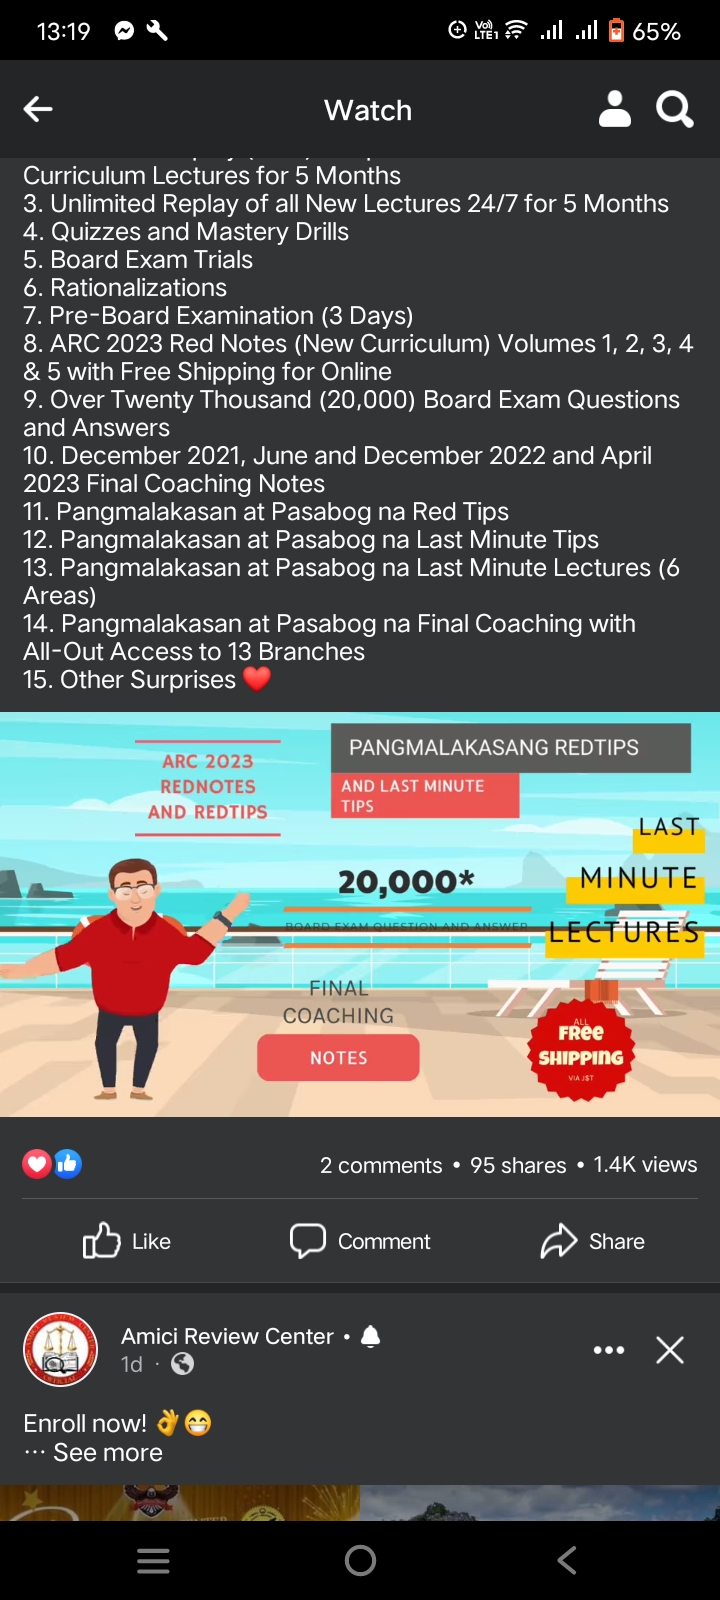 13:19
Vo))
LTE1
65%
Watch
Curriculum Lectures for 5 Months
3. Unlimited Replay of all New Lectures 24/7 for 5 Months
4. Quizzes and Mastery Drills
5. Board Exam Trials
6. Rationalizations
7. Pre-Board Examination (3 Days)
8. ARC 2023 Red Notes (New Curriculum) Volumes 1, 2, 3, 4
& 5 with Free Shipping for Online
9. Over Twenty Thousand (20,000) Board Exam Questions
and Answers
10. December 2021, June and December 2022 and April
2023 Final Coaching Notes
11. Pangmalakasan at Pasabog na Red Tips
12. Pangmalakasan at Pasabog na Last Minute Tips
13. Pangmalakasan at Pasabog na Last Minute Lectures (6
Areas)
14. Pangmalakasan at Pasabog na Final Coaching with
All-Out Access to 13 Branches
15. Other Surprises ❤️
ARC 2023
REDNOTES
AND REDTIPS
PANGMALAKASANG REDTIPS
AND LAST MINUTE
TIPS
LAST
MINUTE
LECTURES
20,000*
BOARD EXAM QUESTION AND ANSWER
FINAL
COACHING
NOTES
ALL
FRee
SHIPPING
VIA J&T
2 comments • 95 shares • 1.4K views
Like
Comment
Share
Amici Review Center •
1d ·
Enroll now! 👌😁
... See more